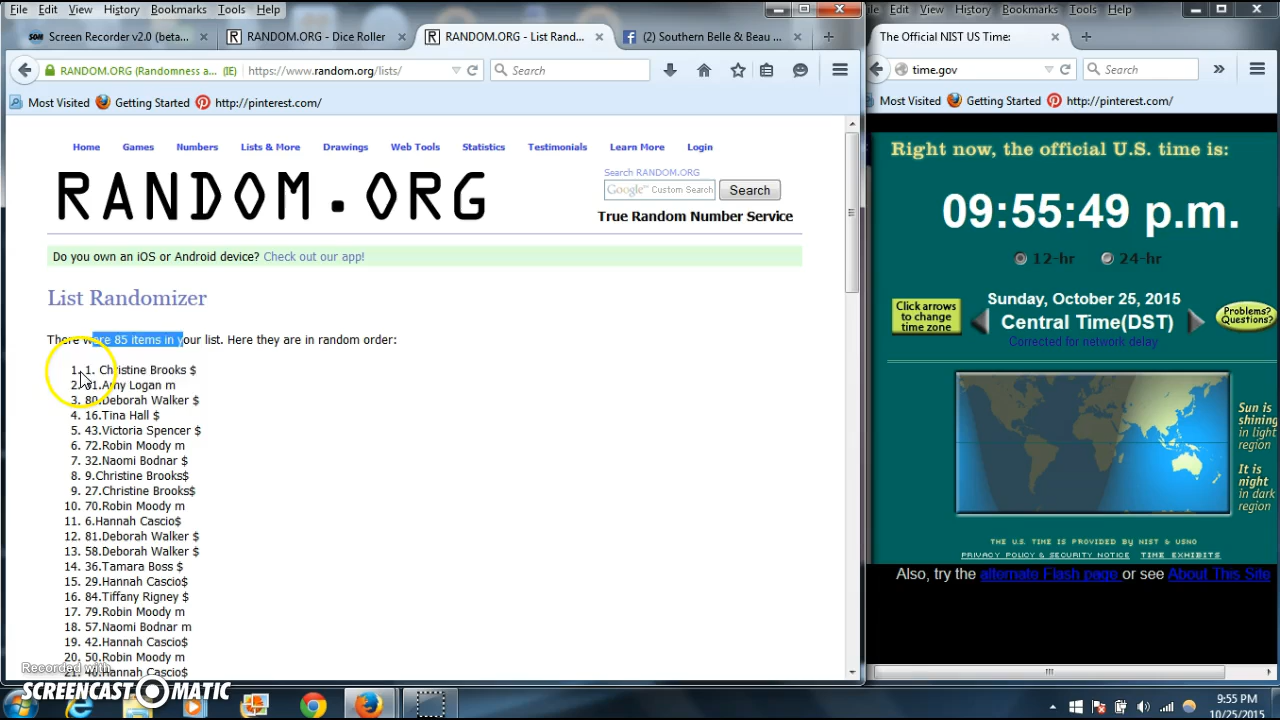 File Edit View History Bookmarks Tools Help
Screen Recorder v2.0 (beta... × RANDOM.ORG - Dice Roller × RANDOM.ORG - List Rand... × (2) Southern Belle & Beau ... ×
RANDOM.ORG (Randomness a... (IE) https://www.random.org/lists/ Search
Most Visited Getting Started http://pinterest.com/
Home Games Numbers Lists & More Drawings Web Tools Statistics Testimonials Learn More Login
RANDOM.ORG
Search RANDOM.ORG
Google™ Custom Search Search
True Random Number Service
Do you own an iOS or Android device? Check out our app!
List Randomizer
There were 85 items in your list. Here they are in random order:
1. 1. Christine Brooks $
2. Amy Logan m
3. 80.Deborah Walker $
4. 16.Tina Hall $
5. 43.Victoria Spencer $
6. 72.Robin Moody m
7. 32.Naomi Bodnar $
8. 9.Christine Brooks$
9. 27.Christine Brooks$
10. 70.Robin Moody m
11. 6.Hannah Cascio$
12. 81.Deborah Walker $
13. 58.Deborah Walker $
14. 36.Tamara Boss $
15. 29.Hannah Cascio$
16. 84.Tiffany Rigney $
17. 79.Robin Moody m
18. 57.Naomi Bodnar m
19. 42.Hannah Cascio$
20. 50.Robin Moody m
21. 46.Hannah Cascio$
Recorded with
SCREENCAST-O-MATIC
File Edit View History Bookmarks Tools Help
The Official NIST US Time: ×
time.gov Search
Most Visited Getting Started http://pinterest.com/
Right now, the official U.S. time is:
09:55:49 p.m.
12-hr 24-hr
Click arrows
to change
time zone
Sunday, October 25, 2015
Central Time(DST)
Corrected for network delay
Problems?
Questions?
Sun is
shining
in light
region
It is
night
in dark
region
THE U.S. TIME IS PROVIDED BY NIST & USNO
PRIVACY POLICY & SECURITY NOTICE TIME EXHIBITS
Also, try the alternate Flash page or see About This Site
9:55 PM
10/25/2015